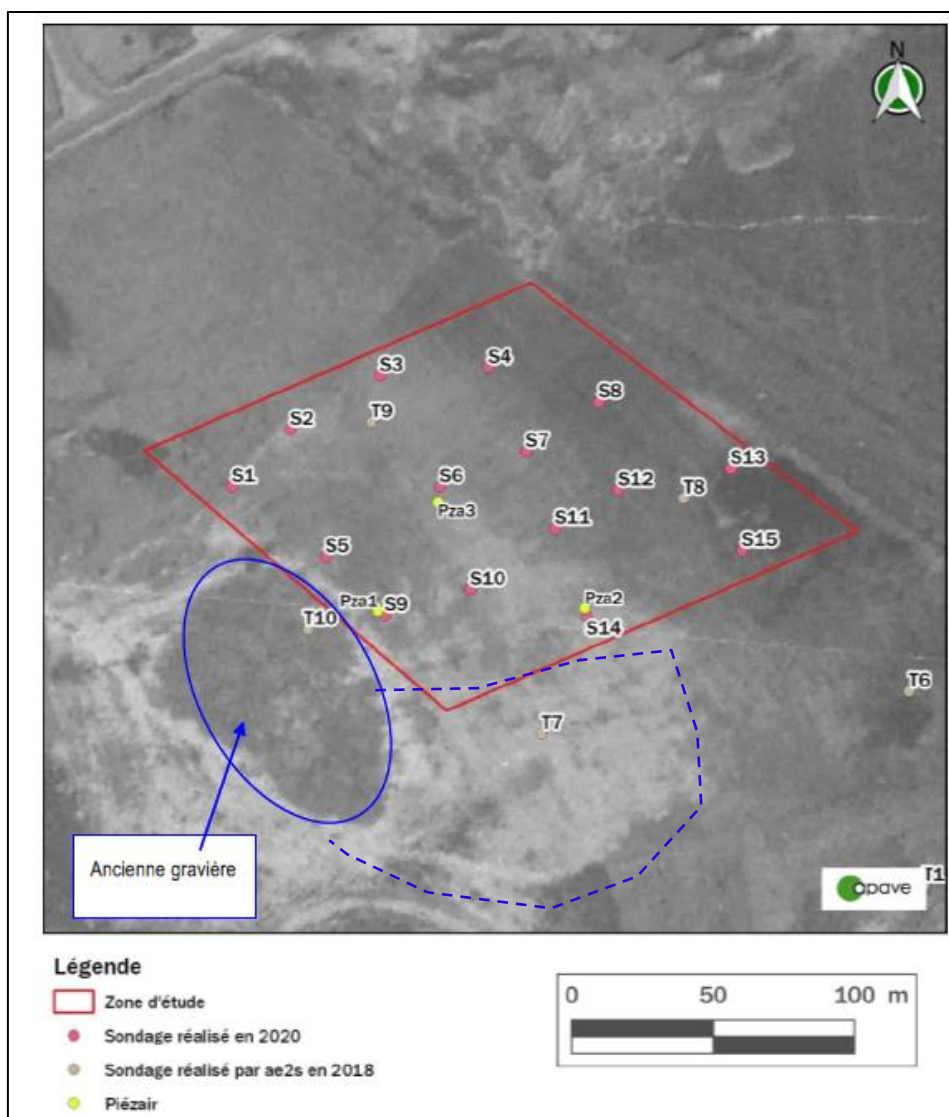 N
S4
S3
S8
T9
S2
S7
S13
S6
S12
T8
S1
Pza3
S11
S5
S15
S10
Pza1
S9
Pza2
T10
S14
T6
T7
Ancienne gravière
apave
T1
Légende
Zone d'étude
Sondage réalisé en 2020
Sondage réalisé par ae2s en 2018
Piézair
0 50 100 m